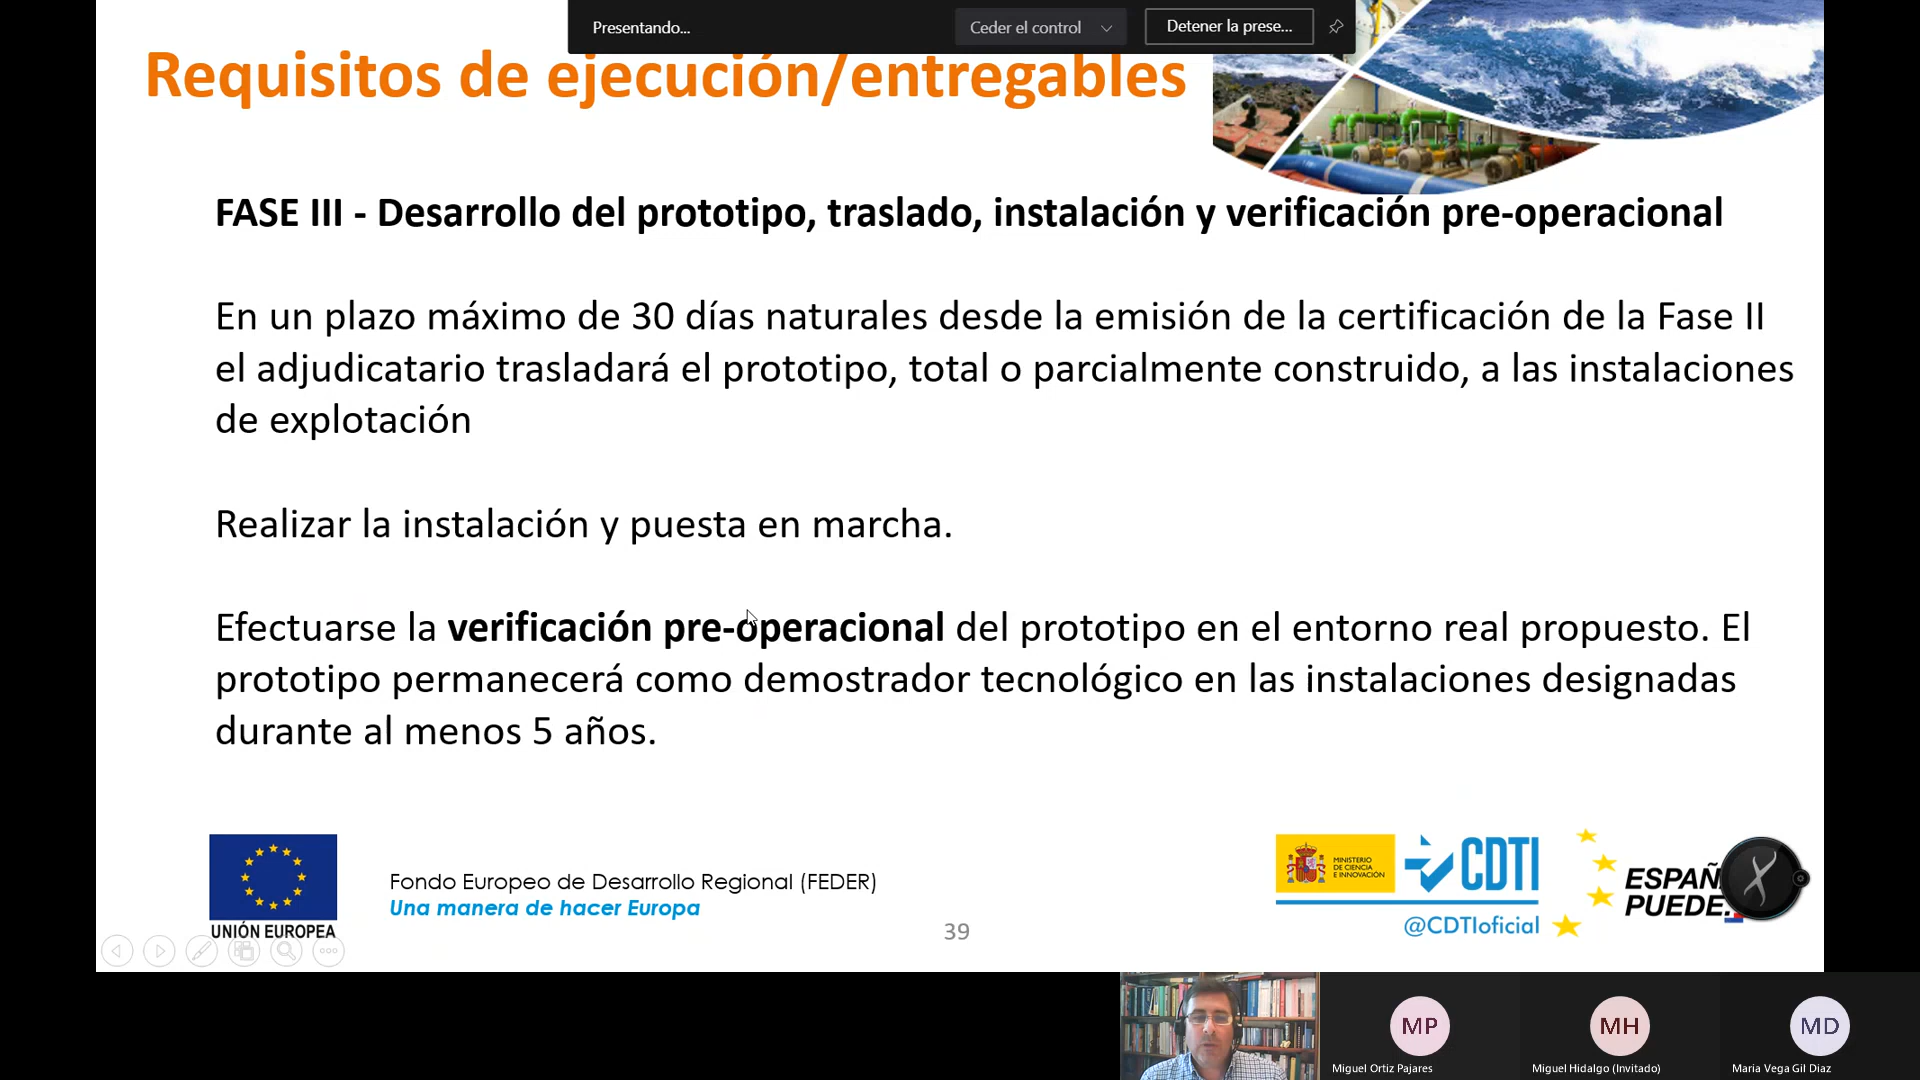 Presentando...
Ceder el control
Detener la prese...
Requisitos de ejecución/entregables
FASE III - Desarrollo del prototipo, traslado, instalación y verificación pre-operacional
En un plazo máximo de 30 días naturales desde la emisión de la certificación de la Fase II
el adjudicatario trasladará el prototipo, total o parcialmente construido, a las instalaciones
de explotación
Realizar la instalación y puesta en marcha.
Efectuarse la verificación pre-operacional del prototipo en el entorno real propuesto. El
prototipo permanecerá como demostrador tecnológico en las instalaciones designadas
durante al menos 5 años.
UNIÓN EUROPEA
Fondo Europeo de Desarrollo Regional (FEDER)
Una manera de hacer Europa
39
MINISTERIO
DE CIENCIA
E INNOVACIÓN
CDTI
@CDTIoficial
ESPAÑ
PUEDE.
MP
Miguel Ortiz Pajares
MH
Miguel Hidalgo (Invitado)
MD
Maria Vega Gil Diaz